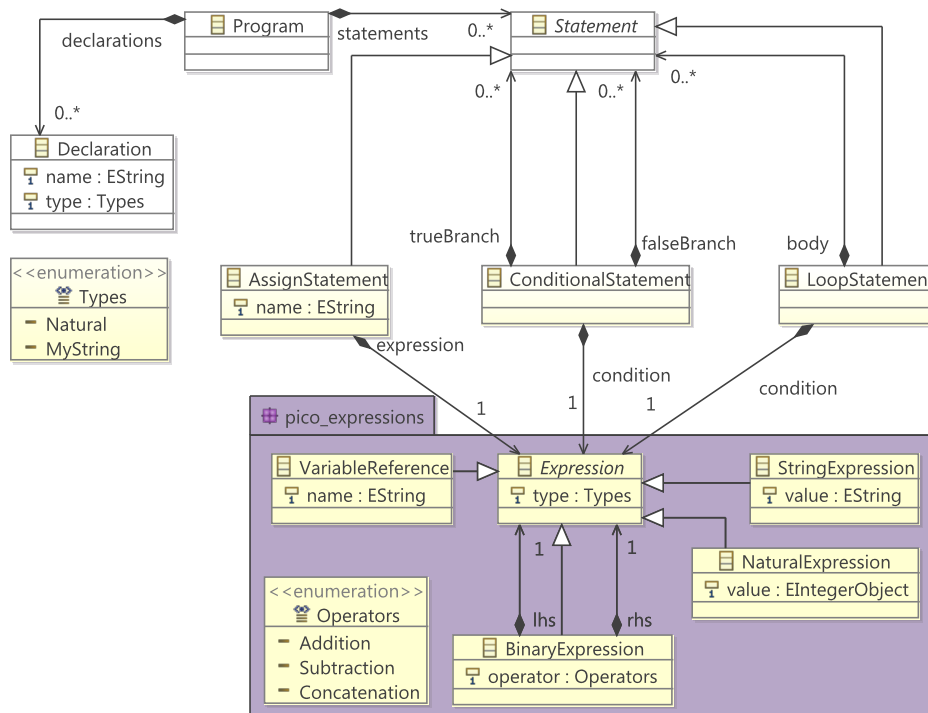 Program
declarations
statements
0..*
Statement
0..*
0..*
0..*
0..*
Declaration
name : EString
type : Types
trueBranch
falseBranch
body
<<enumeration>>
Types
Natural
MyString
AssignStatement
name : EString
ConditionalStatement
LoopStatemen
expression
condition
condition
1
1
1
pico_expressions
VariableReference
name : EString
Expression
type : Types
StringExpression
value : EString
1
1
NaturalExpression
value : EIntegerObject
<<enumeration>>
Operators
Addition
Subtraction
Concatenation
lhs
rhs
BinaryExpression
operator : Operators